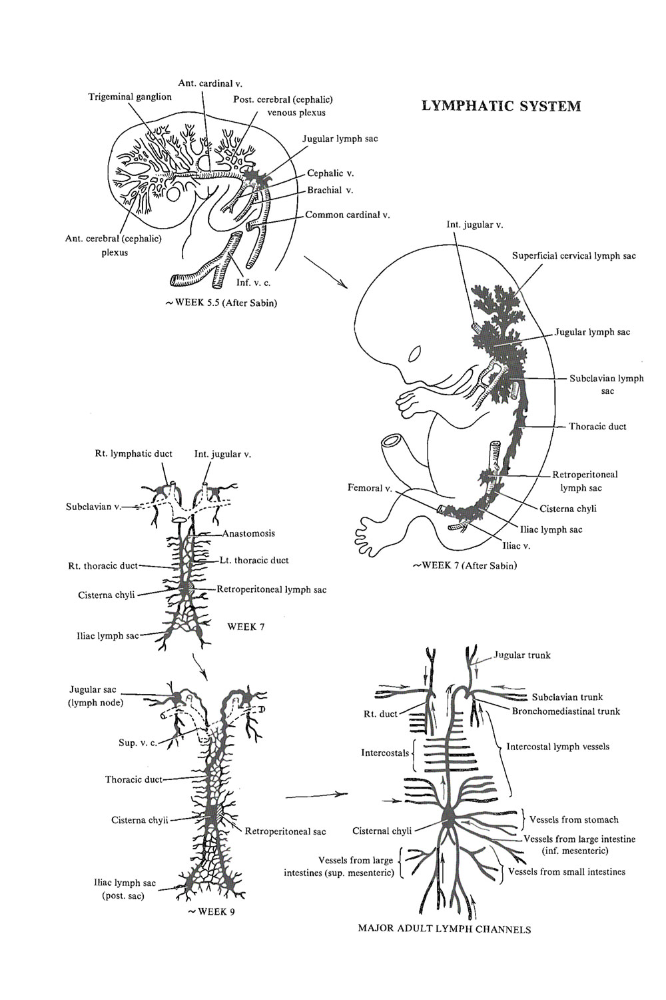 LYMPHATIC SYSTEM
Ant. cardinal v.
Trigeminal ganglion
Post. cerebral (cephalic)
venous plexus
Jugular lymph sac
Cephalic v.
Brachial v.
Common cardinal v.
Ant. cerebral (cephalic)
plexus
Inf. v. c.
~WEEK 5.5 (After Sabin)
Int. jugular v.
Superficial cervical lymph sac
Jugular lymph sac
Subclavian lymph
sac
Thoracic duct
Retroperitoneal
lymph sac
Femoral v.
Cisterna chyli
Iliac lymph sac
Iliac v.
~WEEK 7 (After Sabin)
Rt. lymphatic duct
Int. jugular v.
Subclavian v.
Anastomosis
Lt. thoracic duct
Rt. thoracic duct
Cisterna chyli
Retroperitoneal lymph sac
Iliac lymph sac
WEEK 7
Jugular sac
(lymph node)
Sup. v. c.
Thoracic duct
Cisterna chyli
Retroperitoneal sac
Iliac lymph sac
(post. sac)
~WEEK 9
Jugular trunk
Subclavian trunk
Rt. duct
Bronchomediastinal trunk
Intercostals
Intercostal lymph vessels
Vessels from stomach
Cisternal chyli
Vessels from large intestine
(inf. mesenteric)
Vessels from large
intestines (sup. mesenteric)
Vessels from small intestines
MAJOR ADULT LYMPH CHANNELS